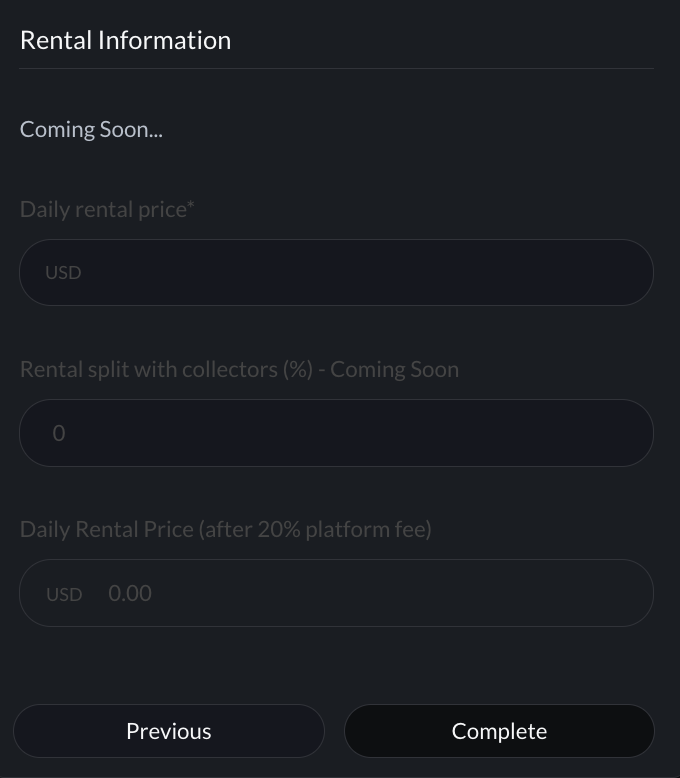 Rental Information
Coming Soon...
Daily rental price*
USD
Rental split with collectors (%) - Coming Soon
0
Daily Rental Price (after 20% platform fee)
USD 0.00
Previous Complete